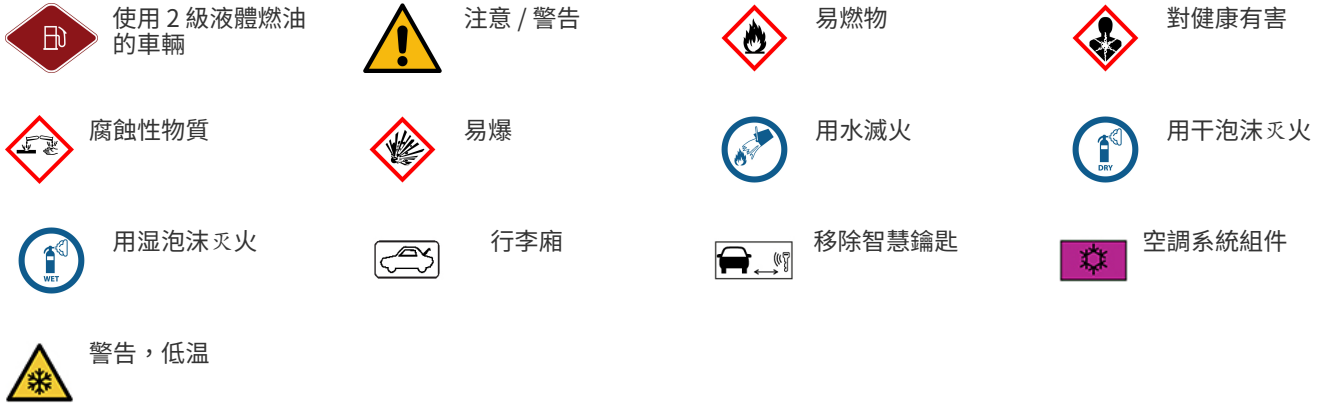 使用 2 級液體燃油
的車輛
注意 / 警告
易燃物
對健康有害
腐蝕性物質
易爆
用水滅火
用干泡沫灭火
DRY
用湿泡沫灭火
WET
行李廂
移除智慧鑰匙
空調系統組件
警告，低温